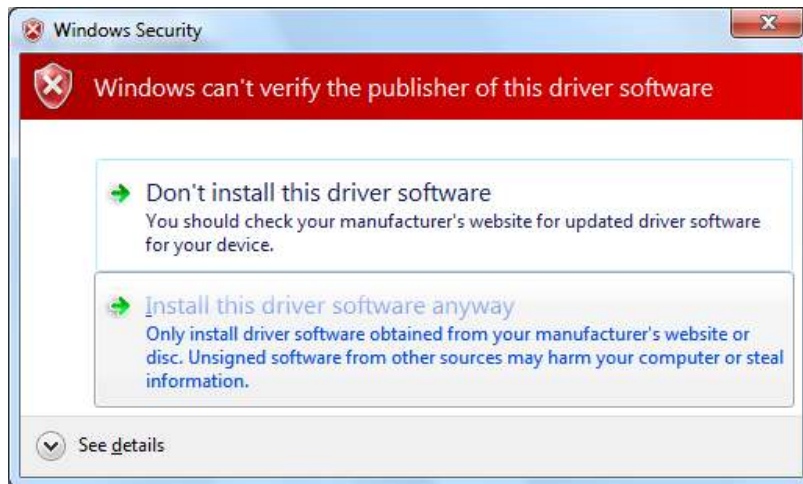 Windows Security
Windows can't verify the publisher of this driver software
Don't install this driver software
You should check your manufacturer's website for updated driver software
for your device.
Install this driver software anyway
Only install driver software obtained from your manufacturer's website or
disc. Unsigned software from other sources may harm your computer or steal
information.
See details